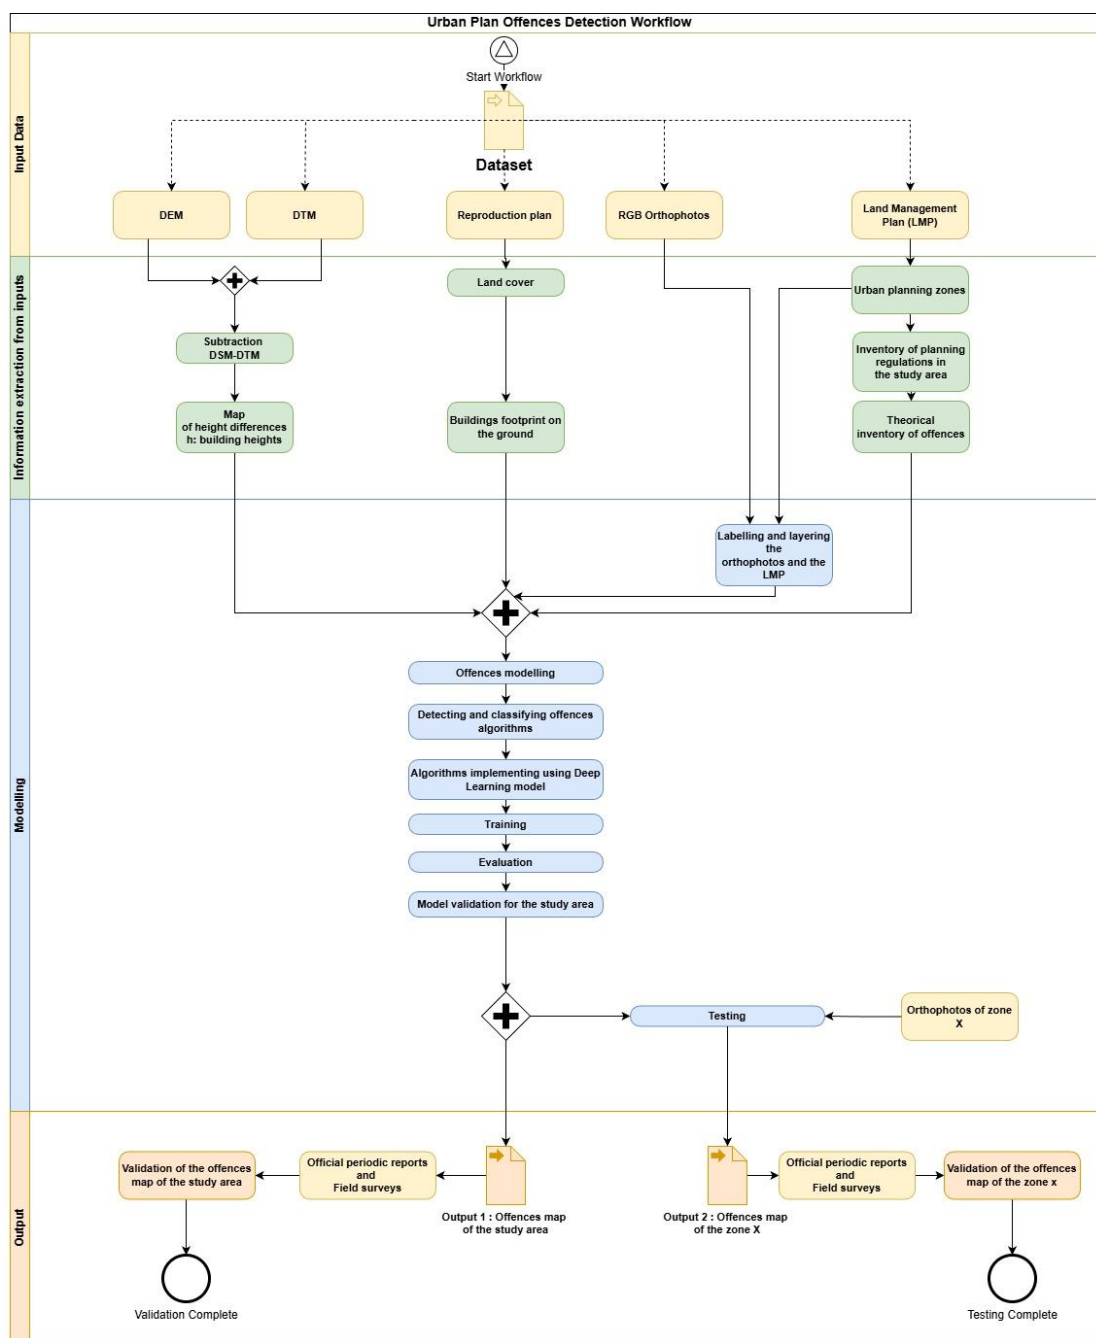 Urban Plan Offences Detection Workflow
Input Data
Start Workflow
Dataset
DEM
DTM
Reproduction plan
RGB Orthophotos
Land Management
Plan (LMP)
Information extraction from inputs
Land cover
Urban planning zones
Subtraction
DSM-DTM
Inventory of planning
regulations in
the study area
Map
of height differences
h: building heights
Buildings footprint on
the ground
Theorical
inventory of offences
Modelling
Labelling and layering
the
orthophotos and the
LMP
Offences modelling
Detecting and classifying offences
algorithms
Algorithms implementing using Deep
Learning model
Training
Evaluation
Model validation for the study area
Testing
Orthophotos of zone
X
Output
Validation of the offences
map of the study area
Official periodic reports
and
Field surveys
Output 1 : Offences map
of the study area
Output 2 : Offences map
of the zone X
Official periodic reports
and
Field surveys
Validation of the offences
map of the zone x
Validation Complete
Testing Complete